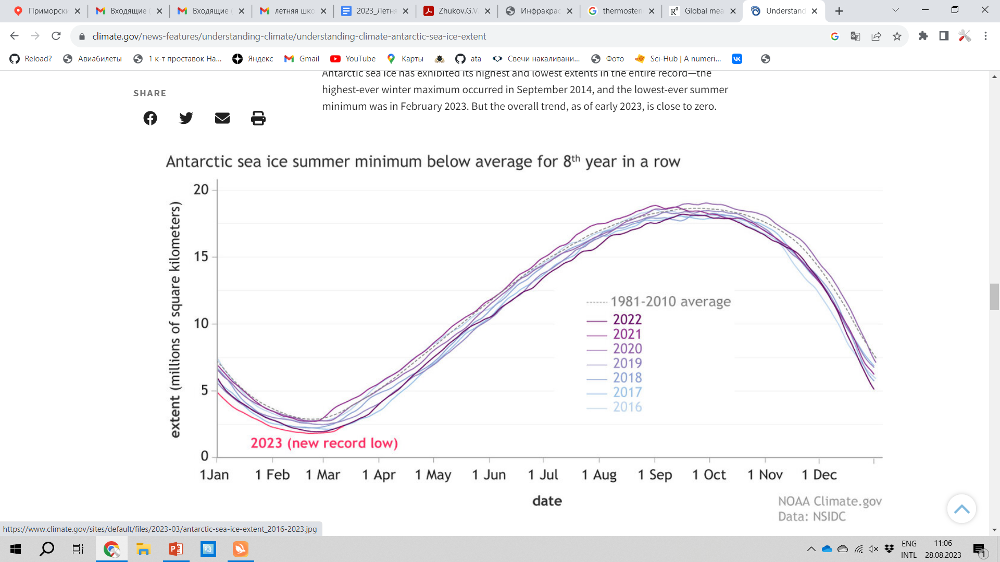 Приморски
Входящие (
Входящие (
летняя шко
2023_Летня
Zhukov.G.V.
Инфракрас
thermosteri
Global mea
Understand
climate.gov/news-features/understanding-climate/understanding-climate-antarctic-sea-ice-extent
Reload?
Авиабилеты
1 к-т проставок На...
Яндекс
Gmail
YouTube
Карты
ata
Свечи накаливани...
Фото
Sci-Hub | A numeri...
Antarctic sea ice has exhibited its highest and lowest extents in the entire record—the
highest-ever winter maximum occurred in September 2014, and the lowest-ever summer
minimum was in February 2023. But the overall trend, as of early 2023, is close to zero.
SHARE
Antarctic sea ice summer minimum below average for 8th year in a row
extent (millions of square kilometers)
20
15
10
5
0
1981-2010 average
2022
2021
2020
2019
2018
2017
2016
2023 (new record low)
1Jan 1 Feb 1 Mar 1 Apr 1 May 1 Jun 1 Jul 1 Aug 1 Sep 1 Oct 1 Nov 1 Dec
date
NOAA Climate.gov
Data: NSIDC
https://www.climate.gov/sites/default/files/2023-03/antarctic-sea-ice-extent_2016-2023.jpg
ENG
INTL
11:06
28.08.2023
1